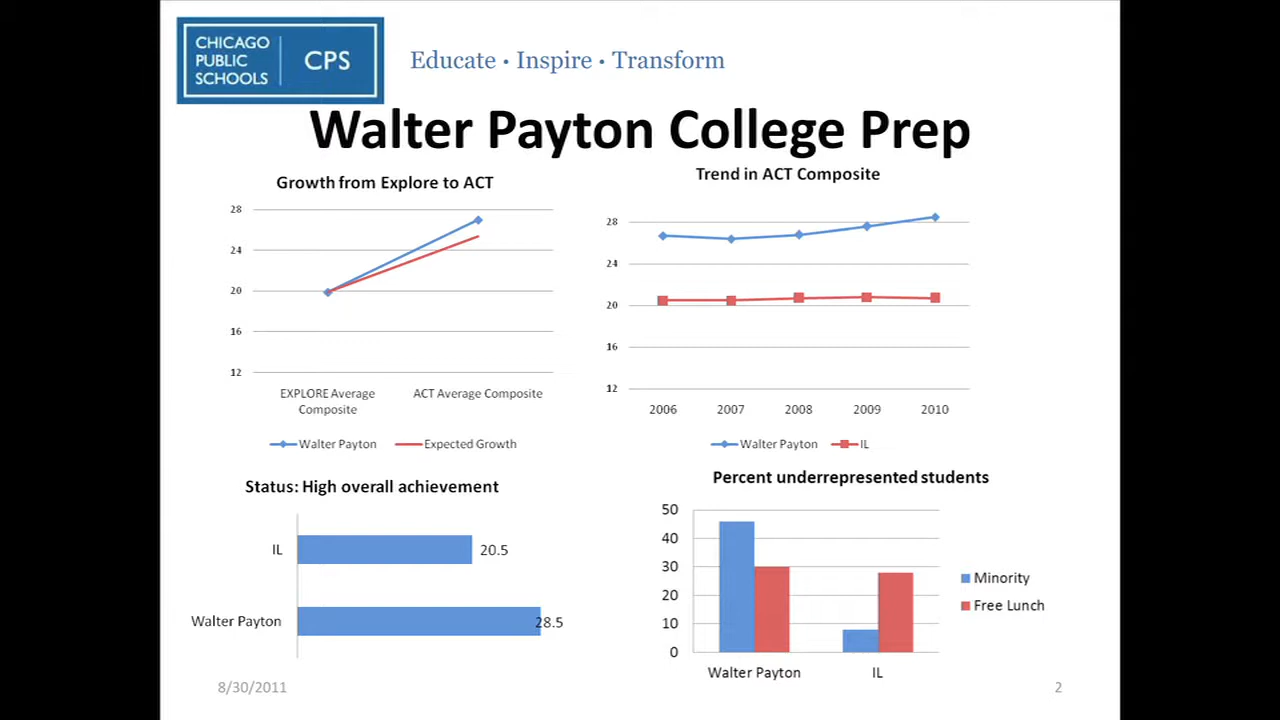 CHICAGO
PUBLIC
SCHOOLS
CPS
Educate • Inspire • Transform
Walter Payton College Prep
Growth from Explore to ACT
28
24
20
16
12
EXPLORE Average
Composite
ACT Average Composite
Walter Payton
Expected Growth
Trend in ACT Composite
28
24
20
16
12
2006 2007 2008 2009 2010
Walter Payton
IL
Status: High overall achievement
IL 20.5
Walter Payton 28.5
Percent underrepresented students
50
40
30
20
10
0
Walter Payton
IL
Minority
Free Lunch
8/30/2011
2